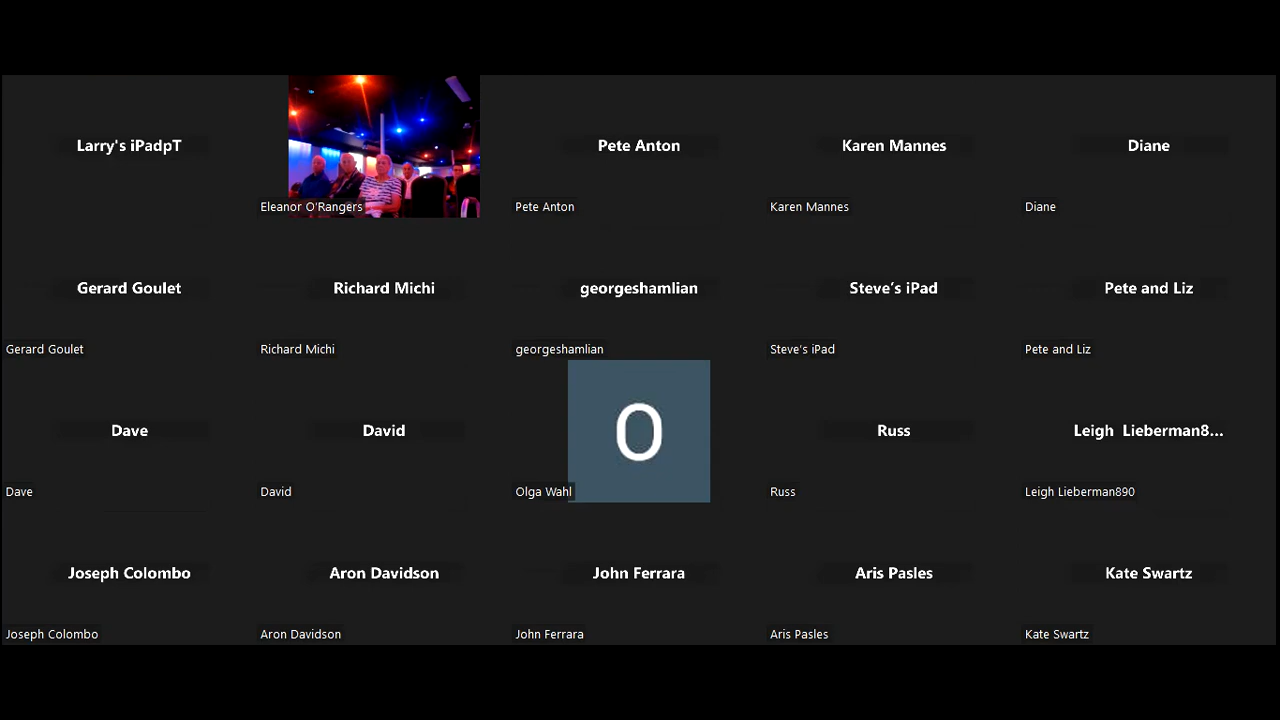 Larry's iPadpT
Eleanor O'Rangers
Pete Anton
Pete Anton
Karen Mannes
Karen Mannes
Diane
Diane
Gerard Goulet
Gerard Goulet
Richard Michi
Richard Michi
georgeshamlian
georgeshamlian
Steve's iPad
Steve's iPad
Pete and Liz
Pete and Liz
Dave
Dave
David
David
O
Olga Wahl
Russ
Russ
Leigh Lieberman8...
Leigh Lieberman890
Joseph Colombo
Joseph Colombo
Aron Davidson
Aron Davidson
John Ferrara
John Ferrara
Aris Pasles
Aris Pasles
Kate Swartz
Kate Swartz